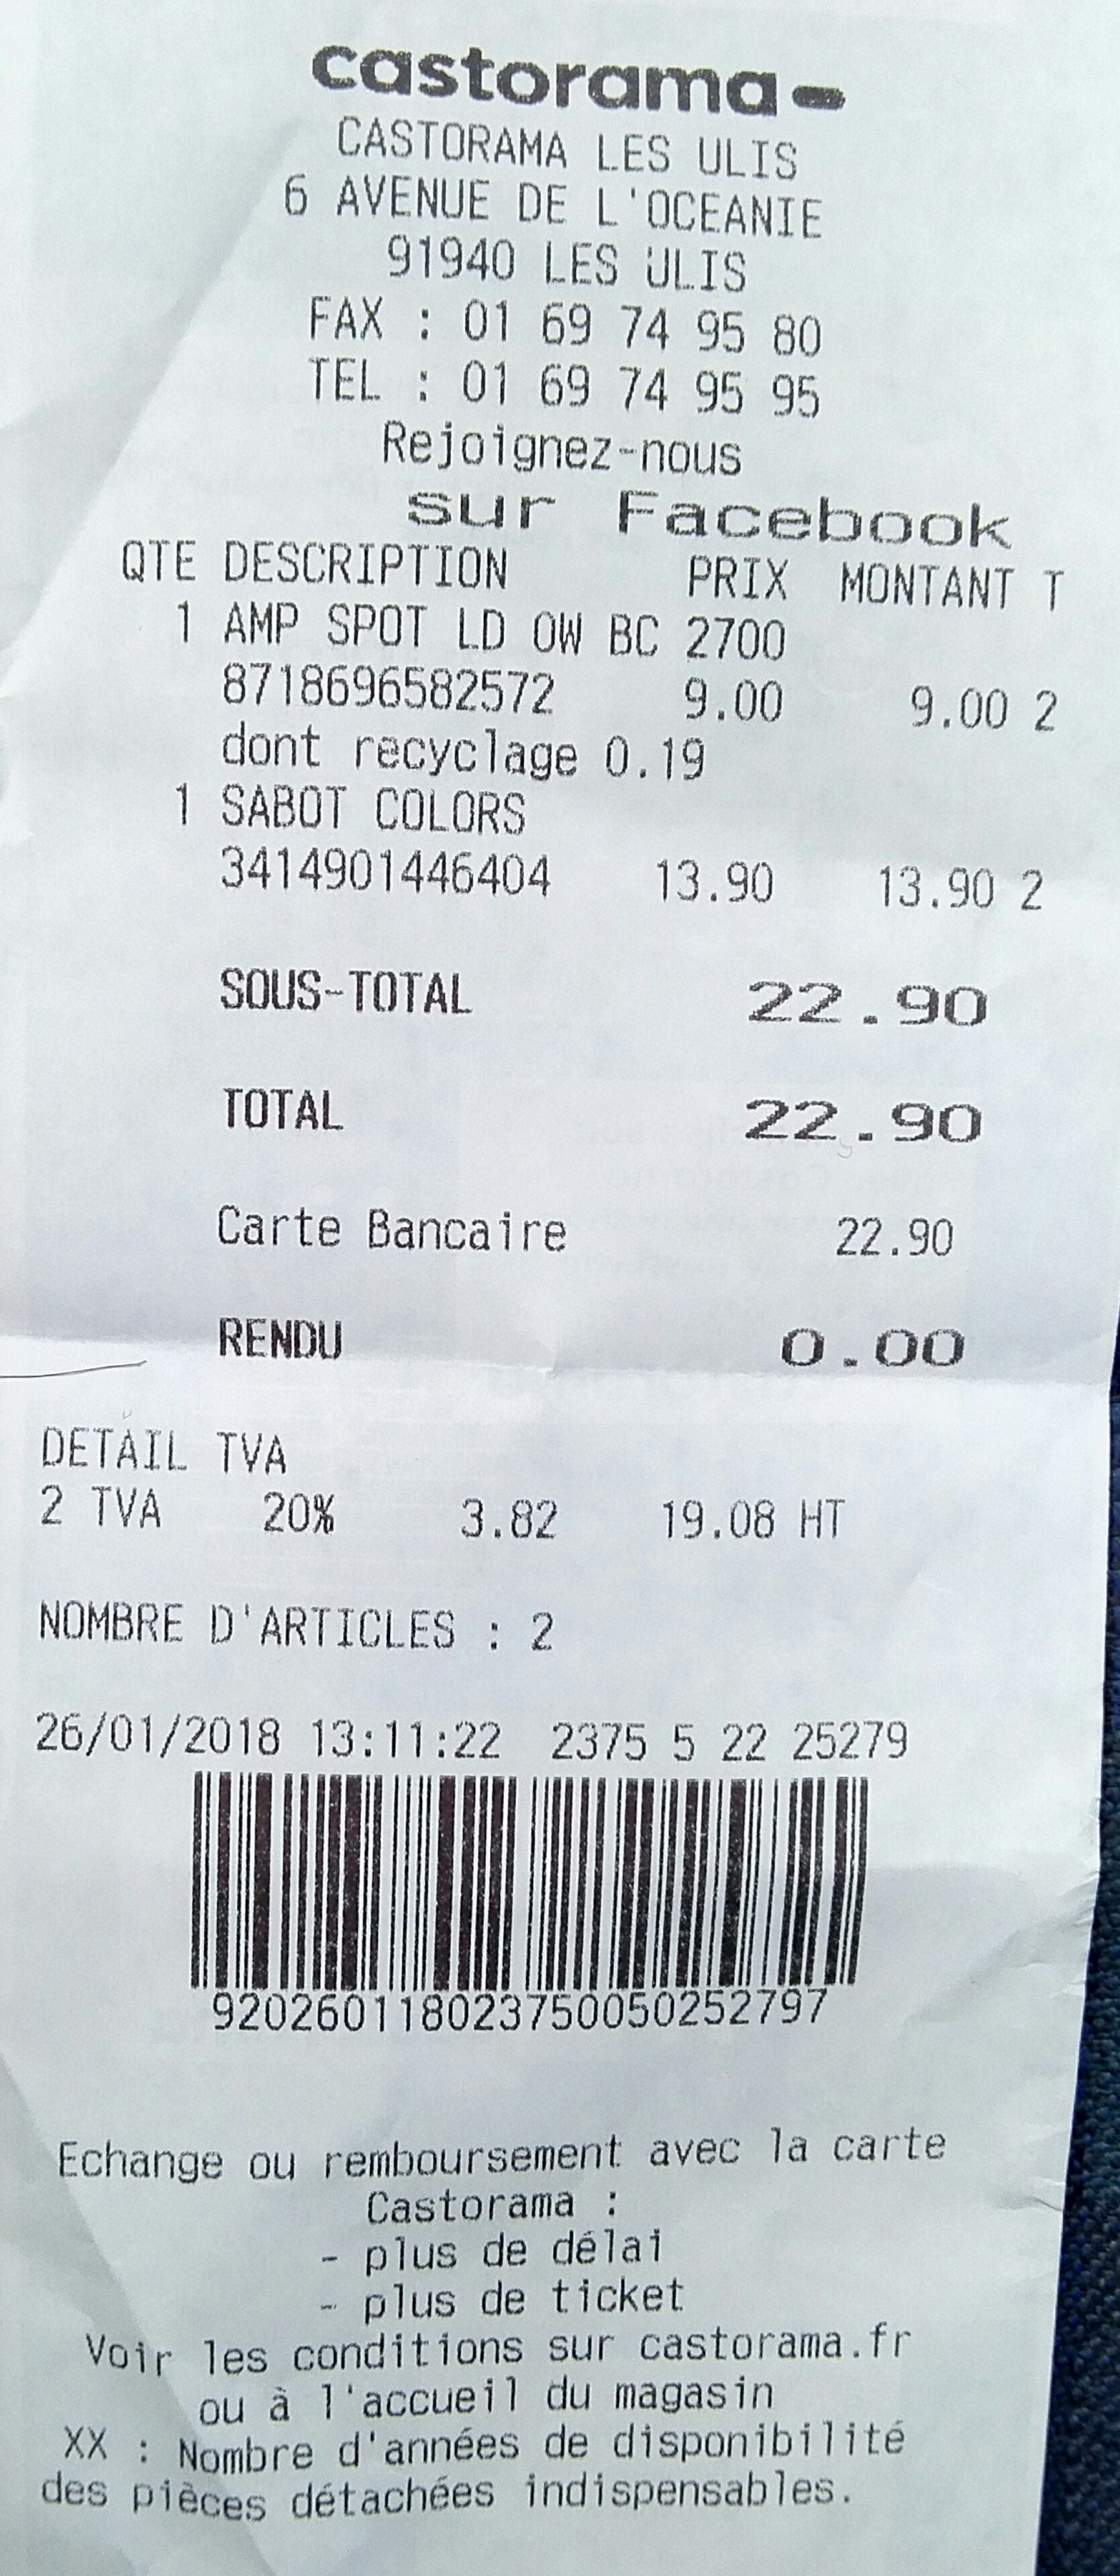 castorama
CASTORAMA LES ULIS
6 AVENUE DE L'OCEANIE
91940 LES ULIS
FAX : 01 69 74 95 80
TEL : 01 69 74 95 95
Rejoignez-nous
sur Facebook
QTE DESCRIPTION PRIX MONTANT T
1 AMP SPOT LD OW BC 2700
8718696582572 9.00 9.00 2
dont recyclage 0.19
1 SABOT COLORS
3414901446404 13.90 13.90 2
SOUS-TOTAL 22.90
TOTAL 22.90
Carte Bancaire 22.90
RENDU 0.00
DETAIL TVA
2 TVA 20% 3.82 19.08 HT
NOMBRE D'ARTICLES : 2
26/01/2018 13:11:22 2375 5 22 25279
920260118023750050252797
Echange ou remboursement avec la carte
Castorama :
- plus de délai
- plus de ticket
Voir les conditions sur castorama.fr
ou à l'accueil du magasin
XX : Nombre d'années de disponibilité
des pièces détachées indispensables.